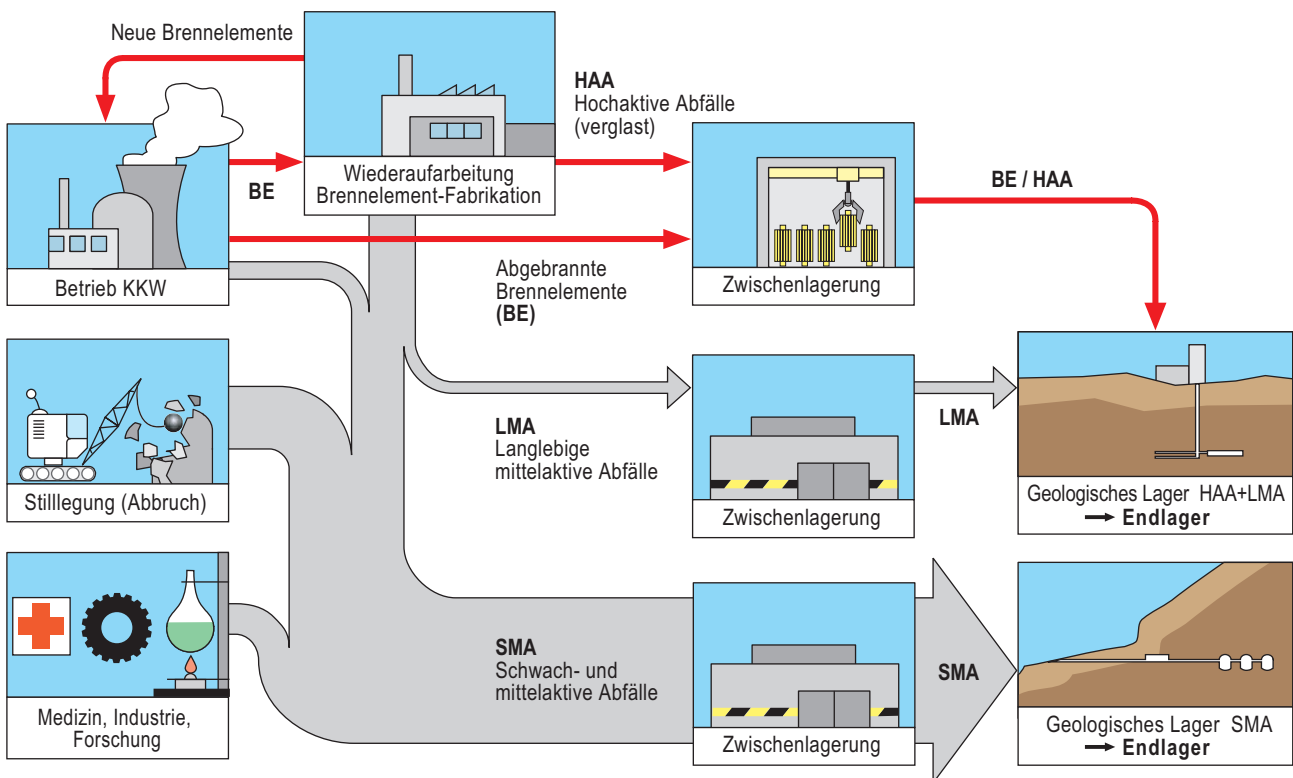 Neue Brennelemente
HAA
Hochaktive Abfälle
(verglast)
Wiederaufarbeitung
Brennelement-Fabrikation
BE
BE / HAA
Betrieb KKW
Abgebrannte
Brennelemente
(BE)
Zwischenlagerung
LMA
Langlebige
mittelaktive Abfälle
LMA
Stilllegung (Abbruch)
Zwischenlagerung
Geologisches Lager HAA+LMA
→ Endlager
SMA
Schwach- und
mittelaktive Abfälle
SMA
Medizin, Industrie,
Forschung
Zwischenlagerung
Geologisches Lager SMA
→ Endlager